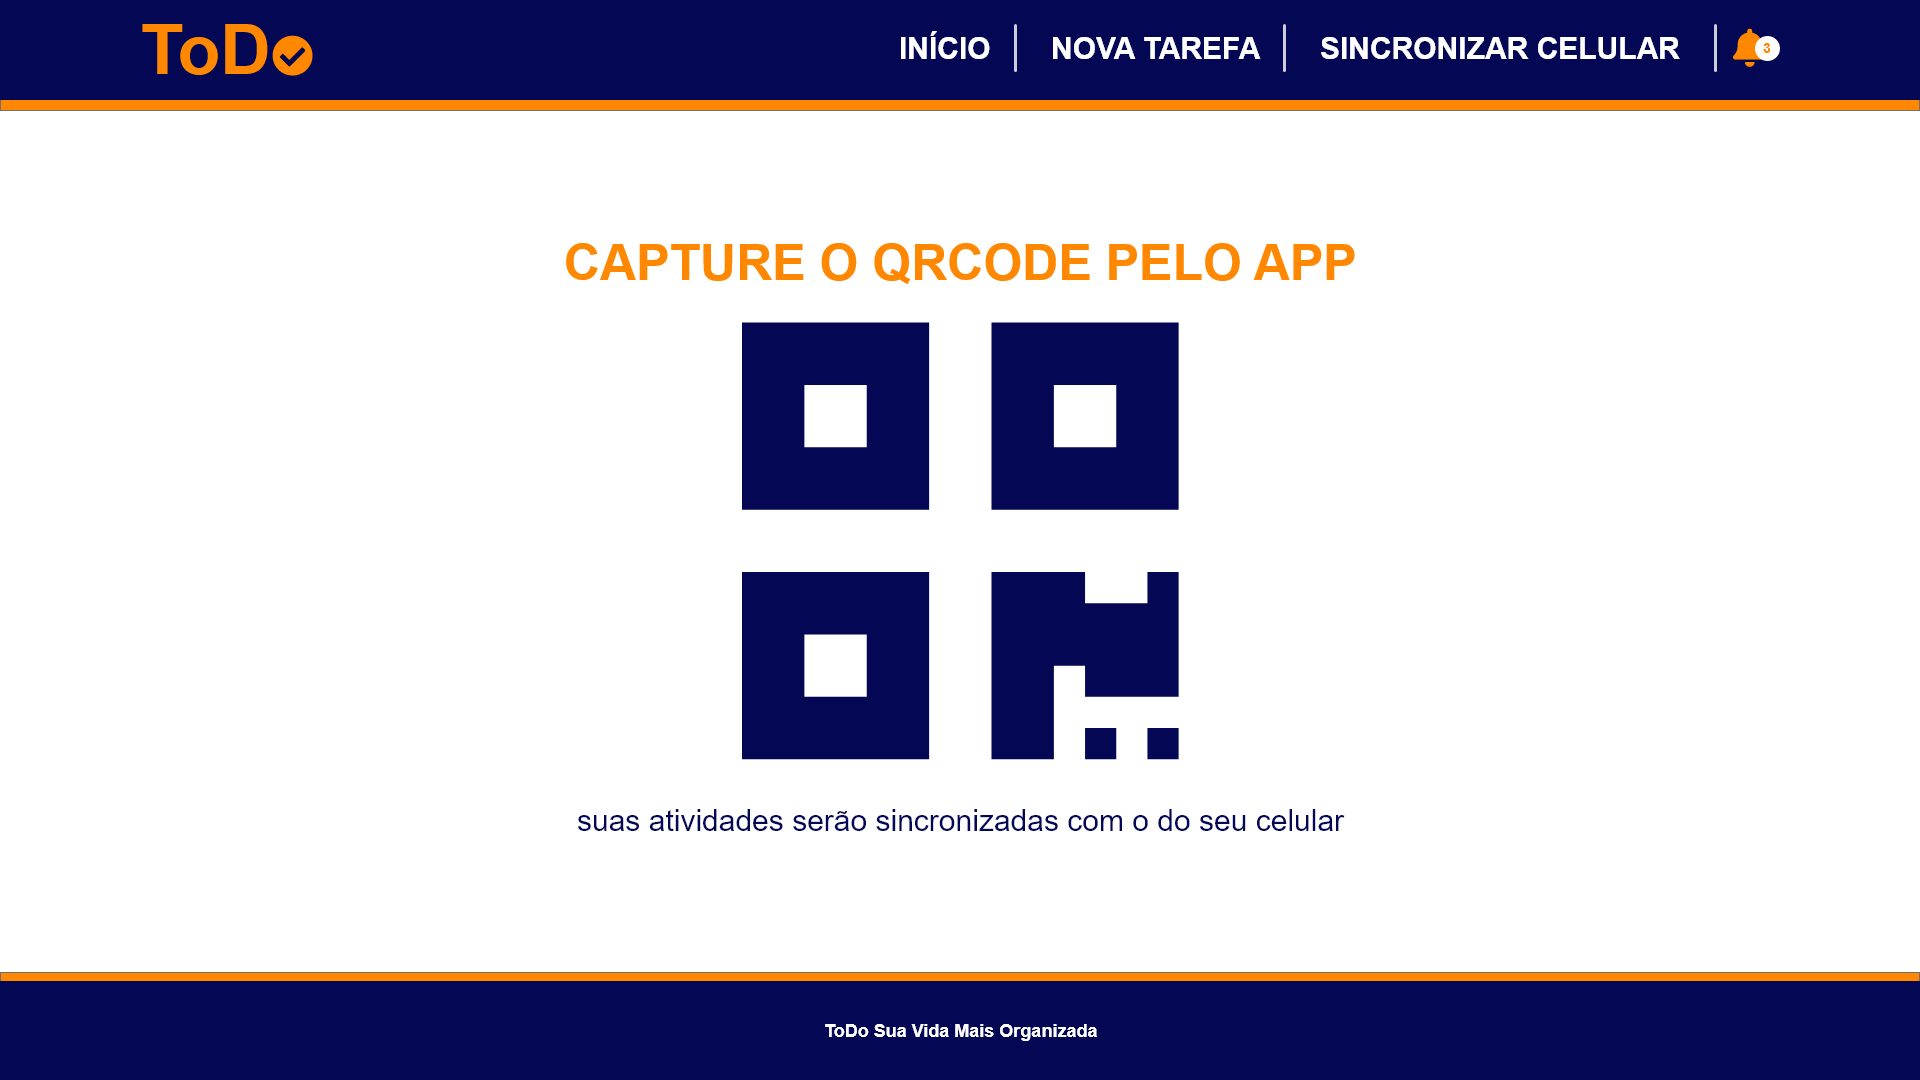 ToDo
INÍCIO
NOVA TAREFA
SINCRONIZAR CELULAR
3
CAPTURE O QRCODE PELO APP
suas atividades serão sincronizadas com o do seu celular
ToDo Sua Vida Mais Organizada